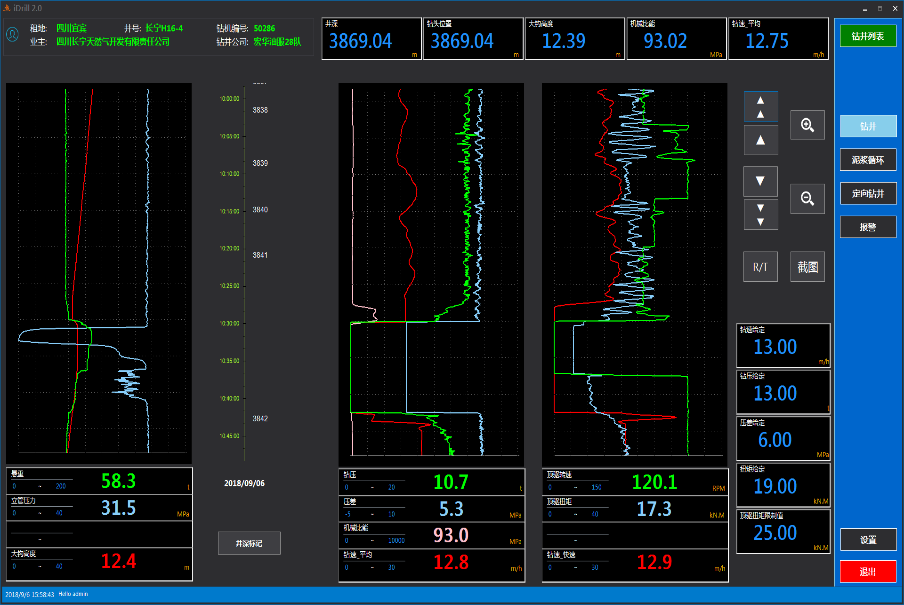 iDrill 2.0
租地: 四川宜宾 井号: 长宁H16-4 钻机编号: 50286
业主: 四川长宁天然气开发有限责任公司 钻井公司: 宏华油服28队
井深 3869.04 m
钻头位置 3869.04 m
大钩高度 12.39 m
机械比能 93.02 MPa
钻速_平均 12.75 m/h
钻井列表
钻井
泥浆循环
定向钻井
报警
10:00:00 3838
10:05:00
3839
10:10:00
10:15:00 3840
10:20:00 3841
10:25:00
10:30:00
10:35:00
10:40:00
3842
10:45:00
2018/09/06
井深标记
▲
▲
▲
▼
▼
▼
R/T
截图
钻速给定
13.00 m/h
钻压给定
13.00 t
压差给定
6.00 MPa
扭矩给定
19.00 kN.M
顶驱扭矩限制值
25.00 kN.M
悬重
0 ~ 200 58.3 t
立管压力
0 ~ 40 31.5 MPa
~
大钩高度
0 ~ 40 12.4 m
钻压
0 ~ 20 10.7 t
压差
-5 ~ 10 5.3 MPa
机械比能
0 ~ 10000 93.0 MPa
钻速_平均
0 ~ 30 12.8 m/h
顶驱转速
0 ~ 150 120.1 RPM
顶驱扭矩
0 ~ 40 17.3 kN.M
~
钻速_快速
0 ~ 30 12.9 m/h
设置
退出
2018/9/6 15:58:43 Hello admin